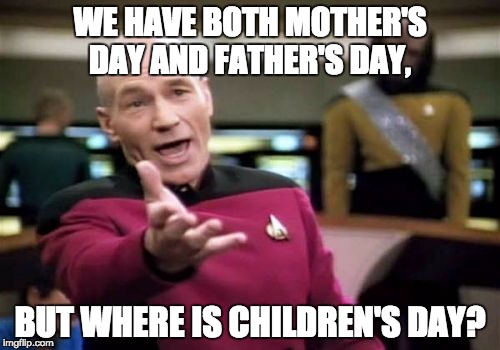 WE HAVE BOTH MOTHER'S
DAY AND FATHER'S DAY,
BUT WHERE IS CHILDREN'S DAY?
imgflip.com